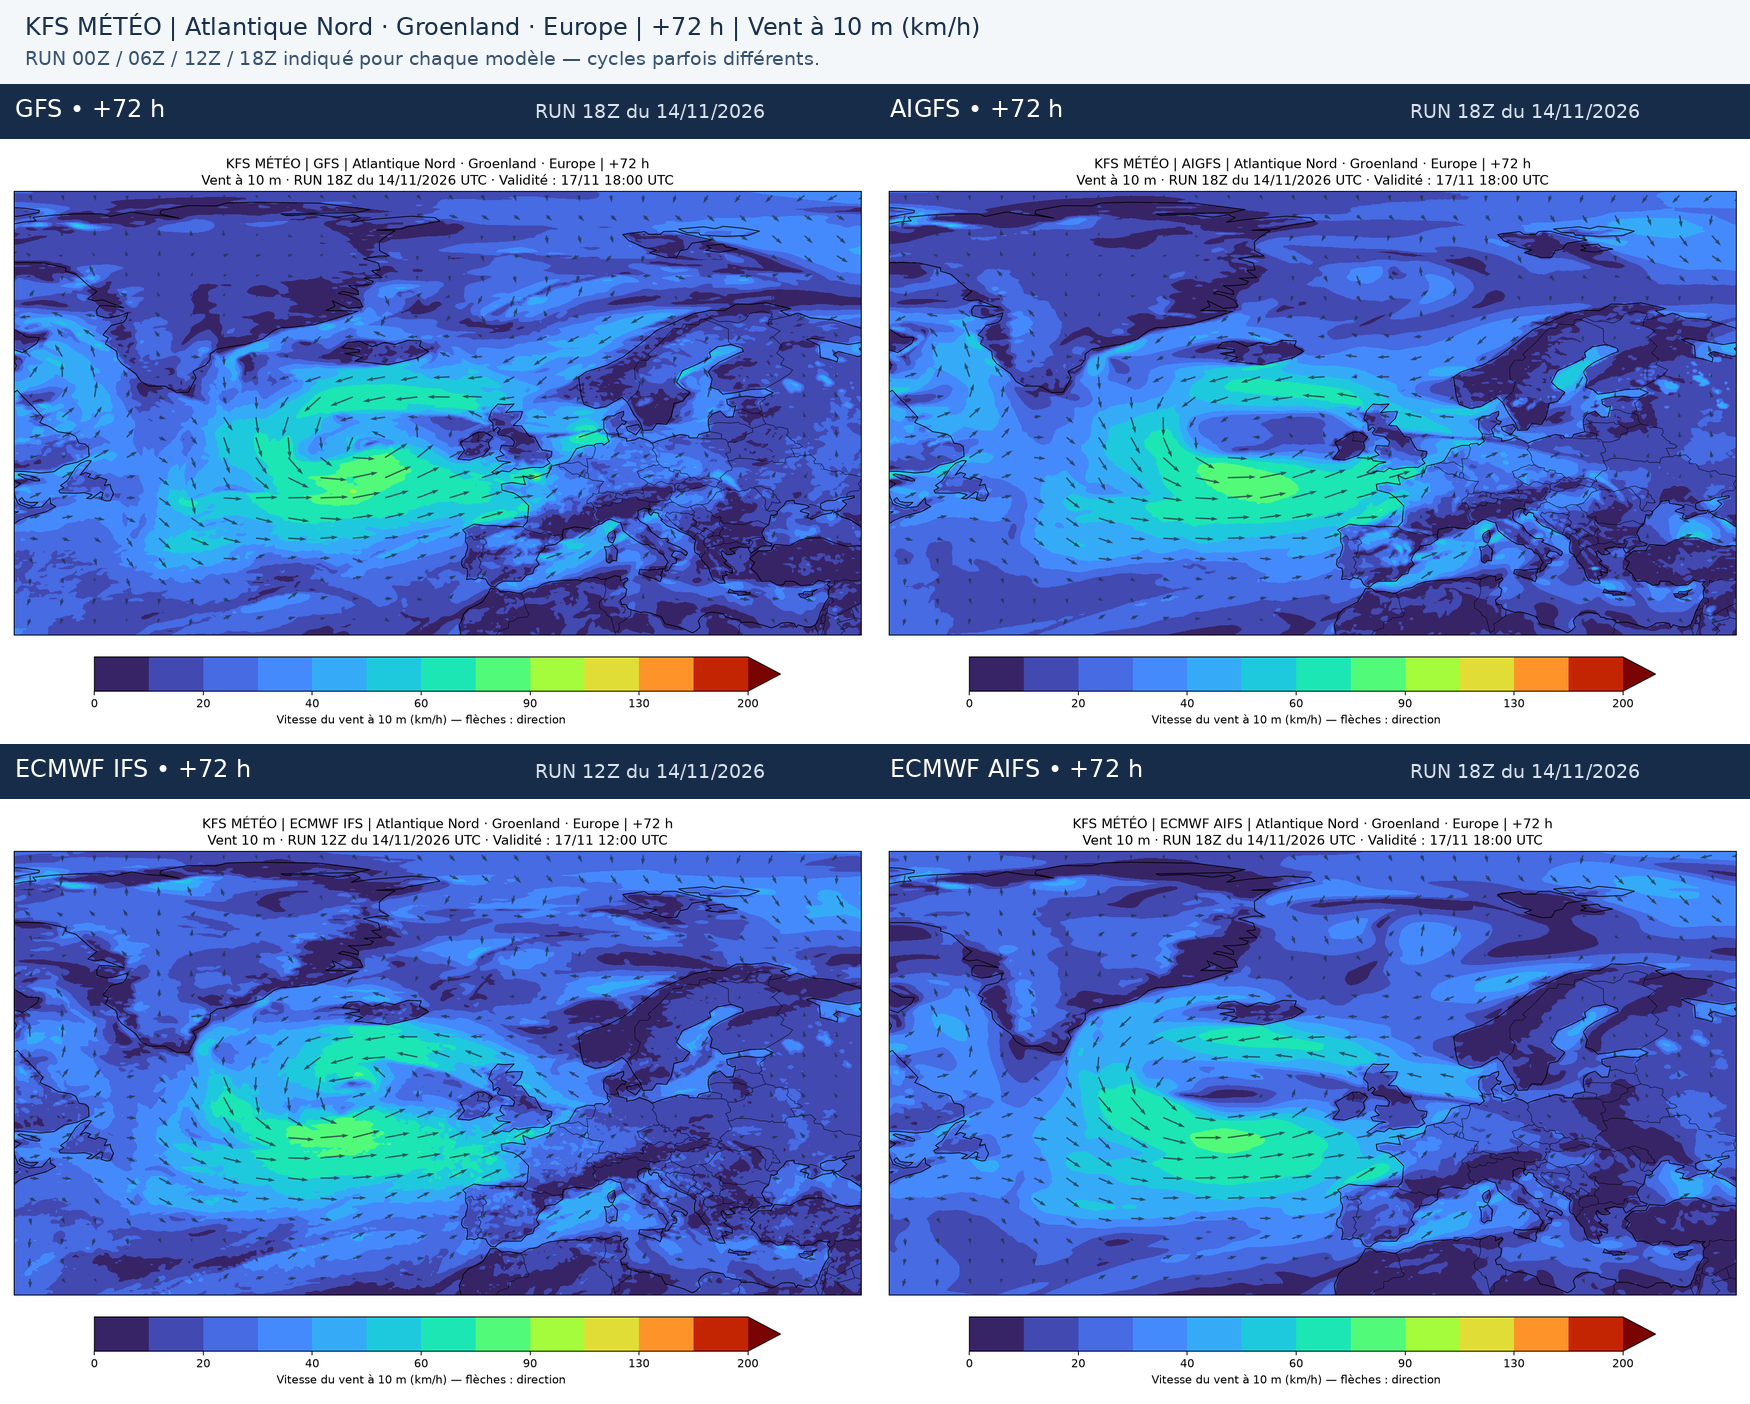 KFS MÉTÉO | Atlantique Nord · Groenland · Europe | +72 h | Vent à 10 m (km/h)
RUN 00Z / 06Z / 12Z / 18Z indiqué pour chaque modèle — cycles parfois différents.
GFS • +72 h
RUN 18Z du 14/11/2026
KFS MÉTÉO | GFS | Atlantique Nord · Groenland · Europe | +72 h
Vent à 10 m · RUN 18Z du 14/11/2026 UTC · Validité : 17/11 18:00 UTC
0 20 40 60 90 130 200
Vitesse du vent à 10 m (km/h) — flèches : direction
AIGFS • +72 h
RUN 18Z du 14/11/2026
KFS MÉTÉO | AIGFS | Atlantique Nord · Groenland · Europe | +72 h
Vent à 10 m · RUN 18Z du 14/11/2026 UTC · Validité : 17/11 18:00 UTC
0 20 40 60 90 130 200
Vitesse du vent à 10 m (km/h) — flèches : direction
ECMWF IFS • +72 h
RUN 12Z du 14/11/2026
KFS MÉTÉO | ECMWF IFS | Atlantique Nord · Groenland · Europe | +72 h
Vent 10 m · RUN 12Z du 14/11/2026 UTC · Validité : 17/11 12:00 UTC
0 20 40 60 90 130 200
Vitesse du vent à 10 m (km/h) — flèches : direction
ECMWF AIFS • +72 h
RUN 18Z du 14/11/2026
KFS MÉTÉO | ECMWF AIFS | Atlantique Nord · Groenland · Europe | +72 h
Vent 10 m · RUN 18Z du 14/11/2026 UTC · Validité : 17/11 18:00 UTC
0 20 40 60 90 130 200
Vitesse du vent à 10 m (km/h) — flèches : direction